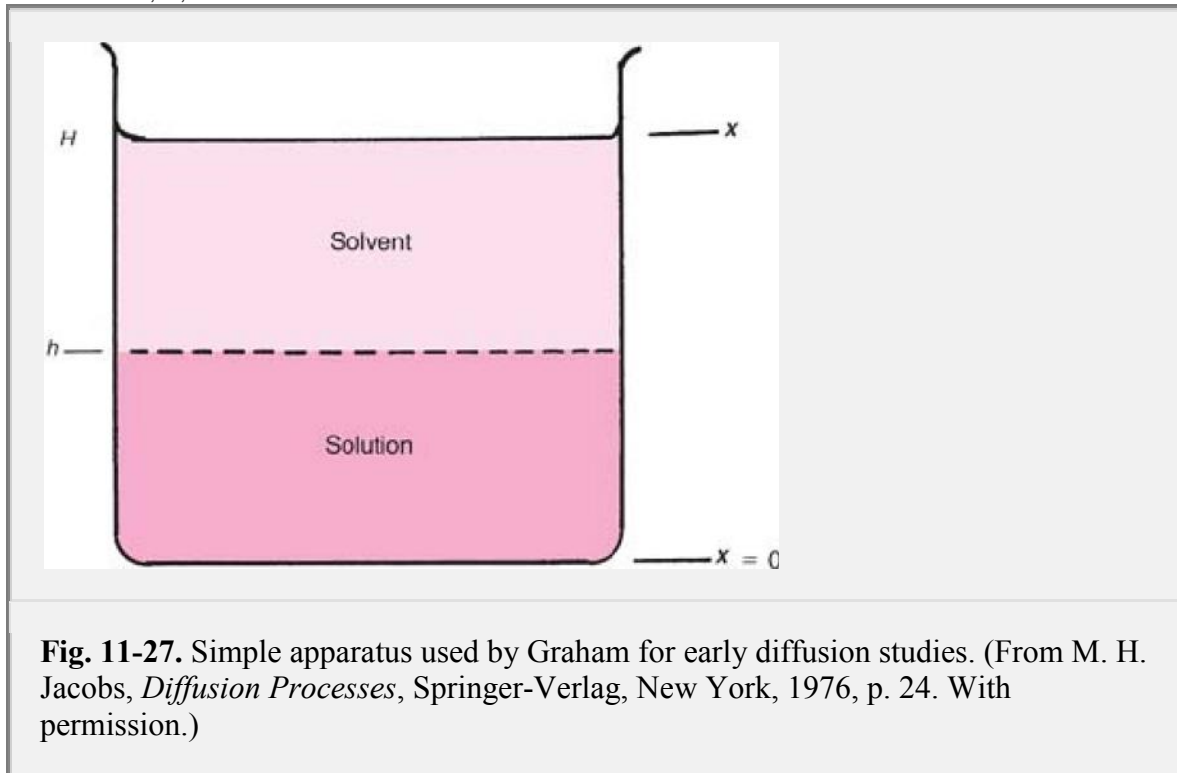 H
x
Solvent
h
Solution
x = 0
Fig. 11-27. Simple apparatus used by Graham for early diffusion studies. (From M. H.
Jacobs, Diffusion Processes, Springer-Verlag, New York, 1976, p. 24. With
permission.)